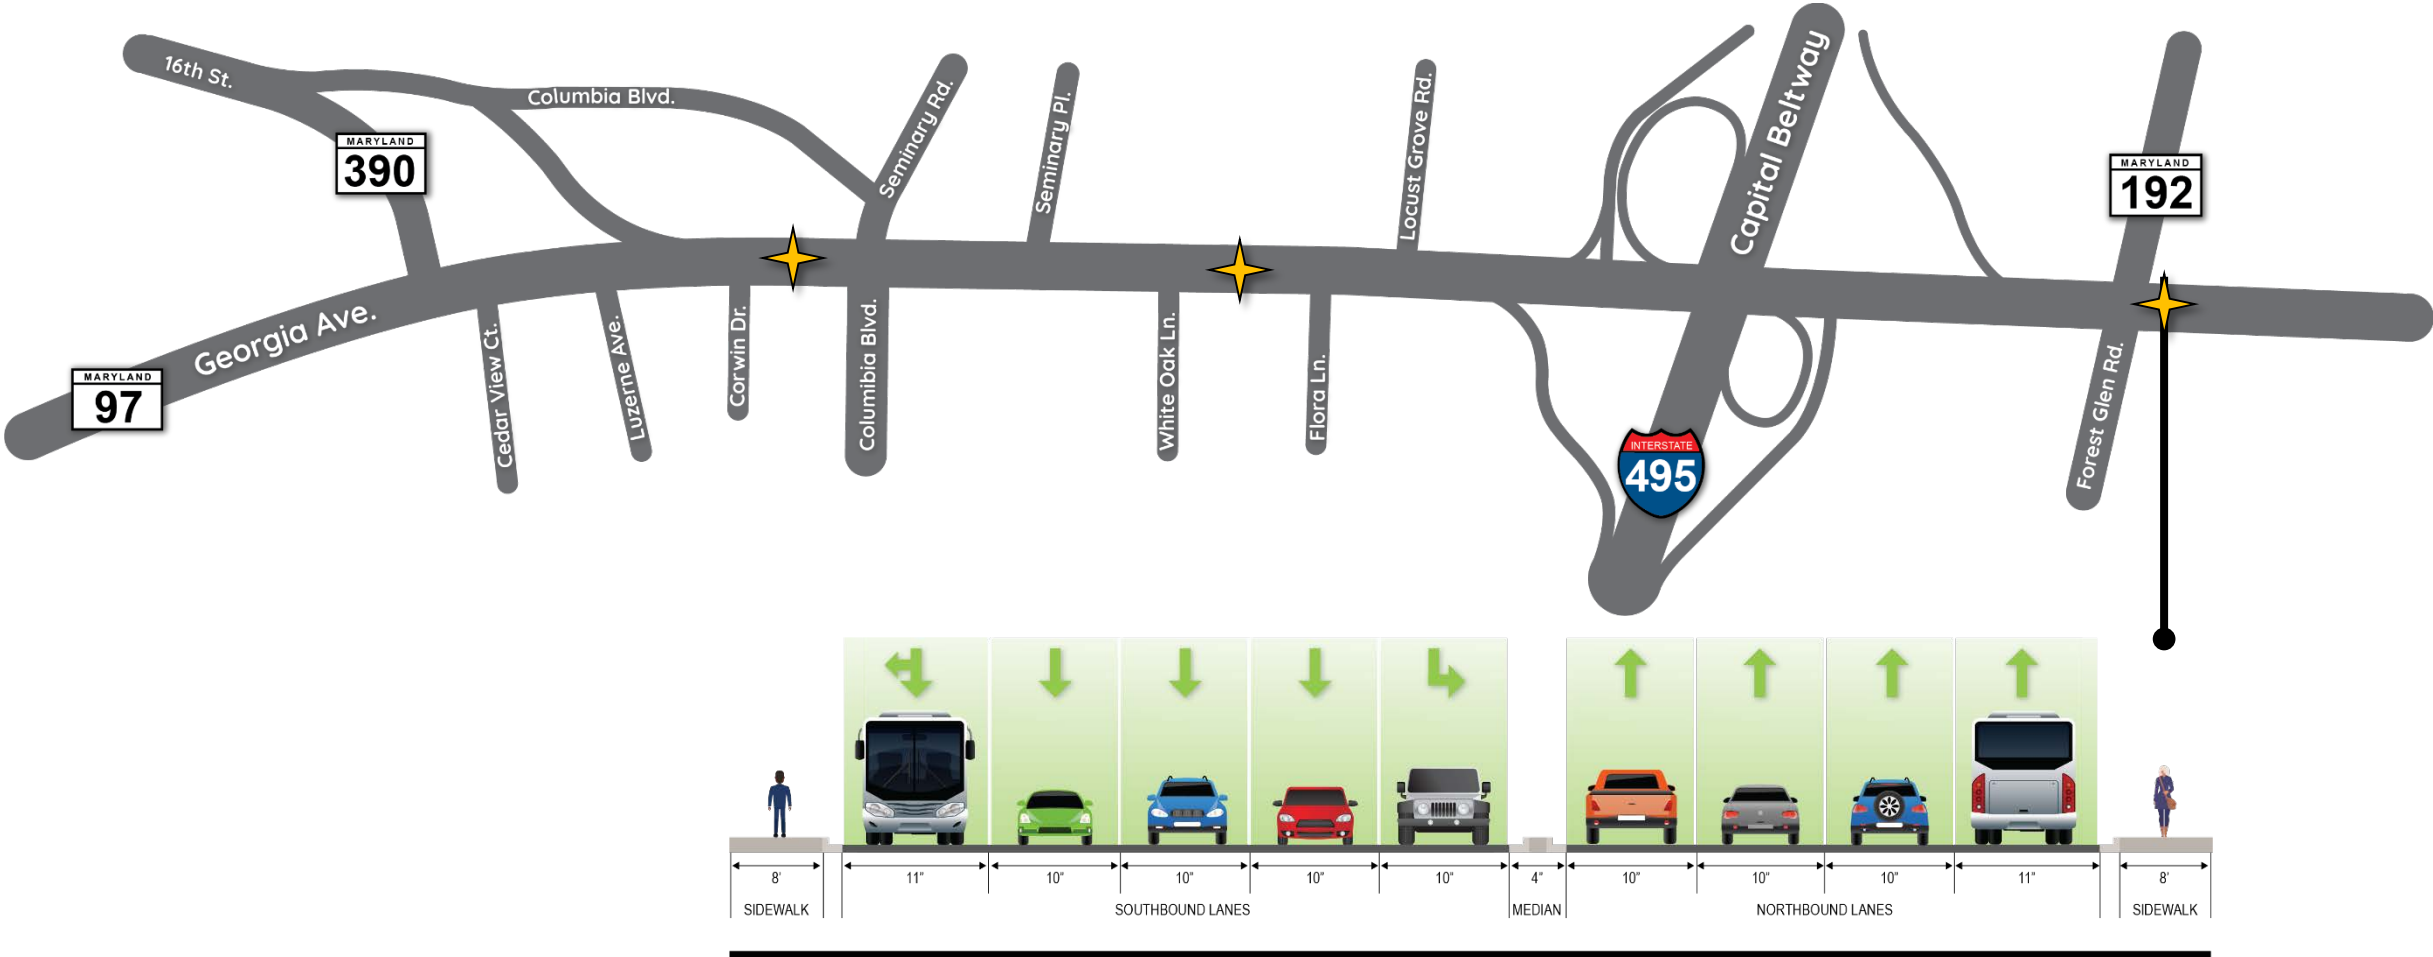 16th St.
Columbia Blvd.
Seminary Rd.
Seminary Pl.
Locust Grove Rd.
Capital Beltway
MARYLAND
390
MARYLAND
192
Georgia Ave.
MARYLAND
97
Cedar View Ct.
Luzerne Ave.
Corwin Dr.
Columibia Blvd.
White Oak Ln.
Flora Ln.
INTERSTATE
495
Forest Glen Rd.
8'
11"
10"
10"
10"
10"
4"
10"
10"
10"
11"
8'
SIDEWALK
SOUTHBOUND LANES
MEDIAN
NORTHBOUND LANES
SIDEWALK